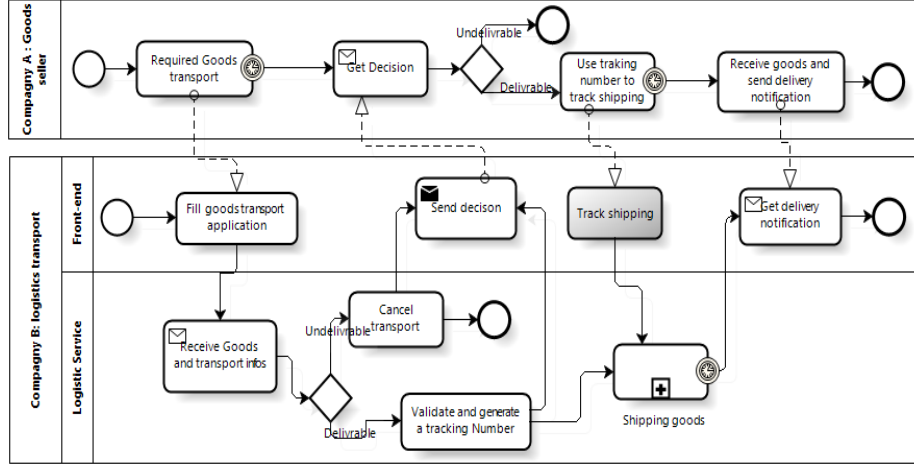 Compagny A : Goods
seller
Required Goods
transport
Get Decision
Undelivrable
Delivrable
Use traking
number to
track shipping
Receive goods and
send delivery
notification
Compagny B: logistics transport
Front-end
Fill goods transport
application
Send decison
Track shipping
Get delivery
notification
Logistic Service
Receive Goods
and transport infos
Undelivrable
Cancel
transport
Delivrable
Validate and generate
a tracking Number
Shipping goods